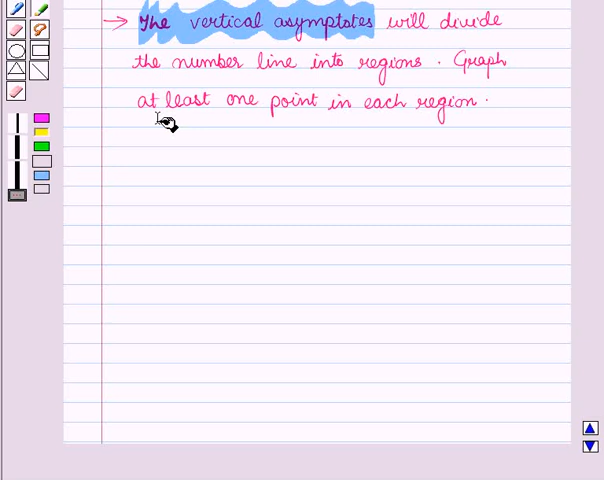 → The vertical asymptotes will divide
the number line into regions. Graph
at least one point in each region.